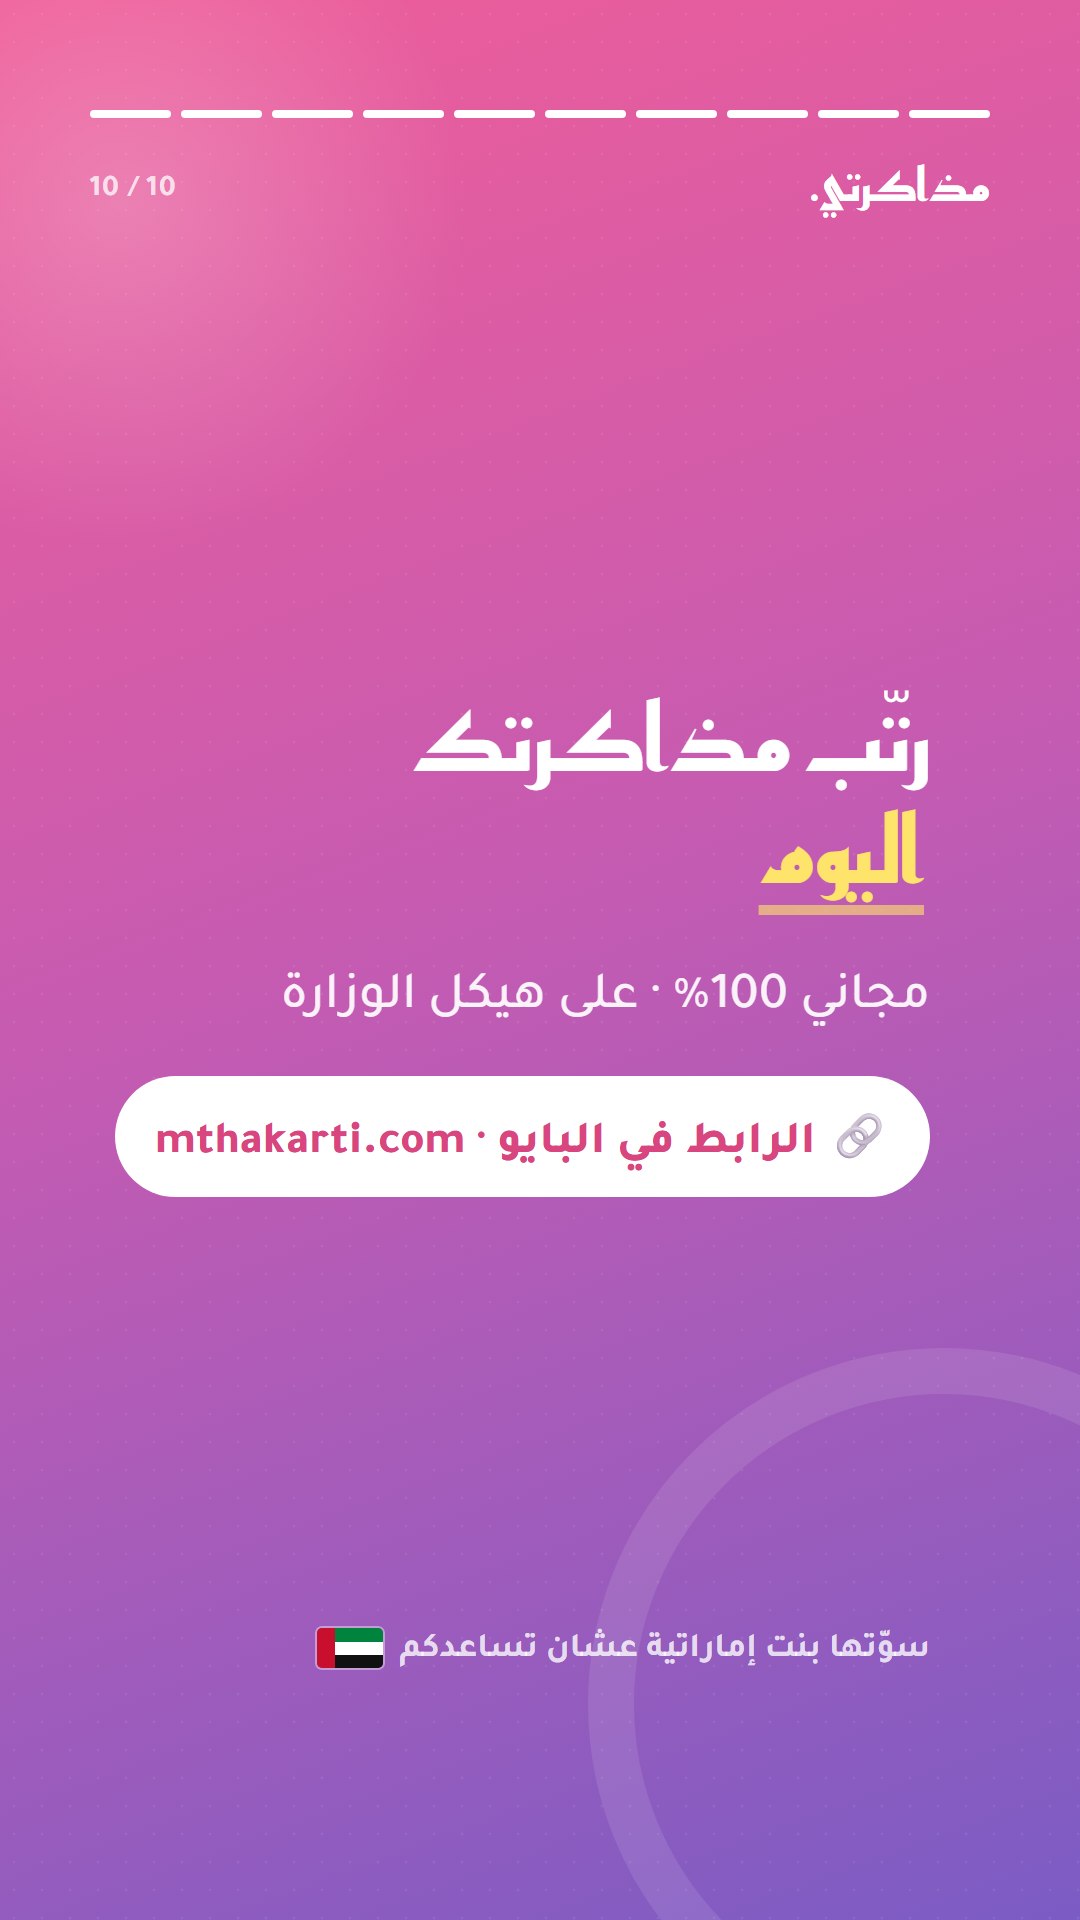 مذاكرتي.
10 / 10
رتّب مذاكرتك
اليوم
مجاني 100% · على هيكل الوزارة
🔗 الرابط في البايو · mthakarti.com
سوّتها بنت إماراتية عشان تساعدكم